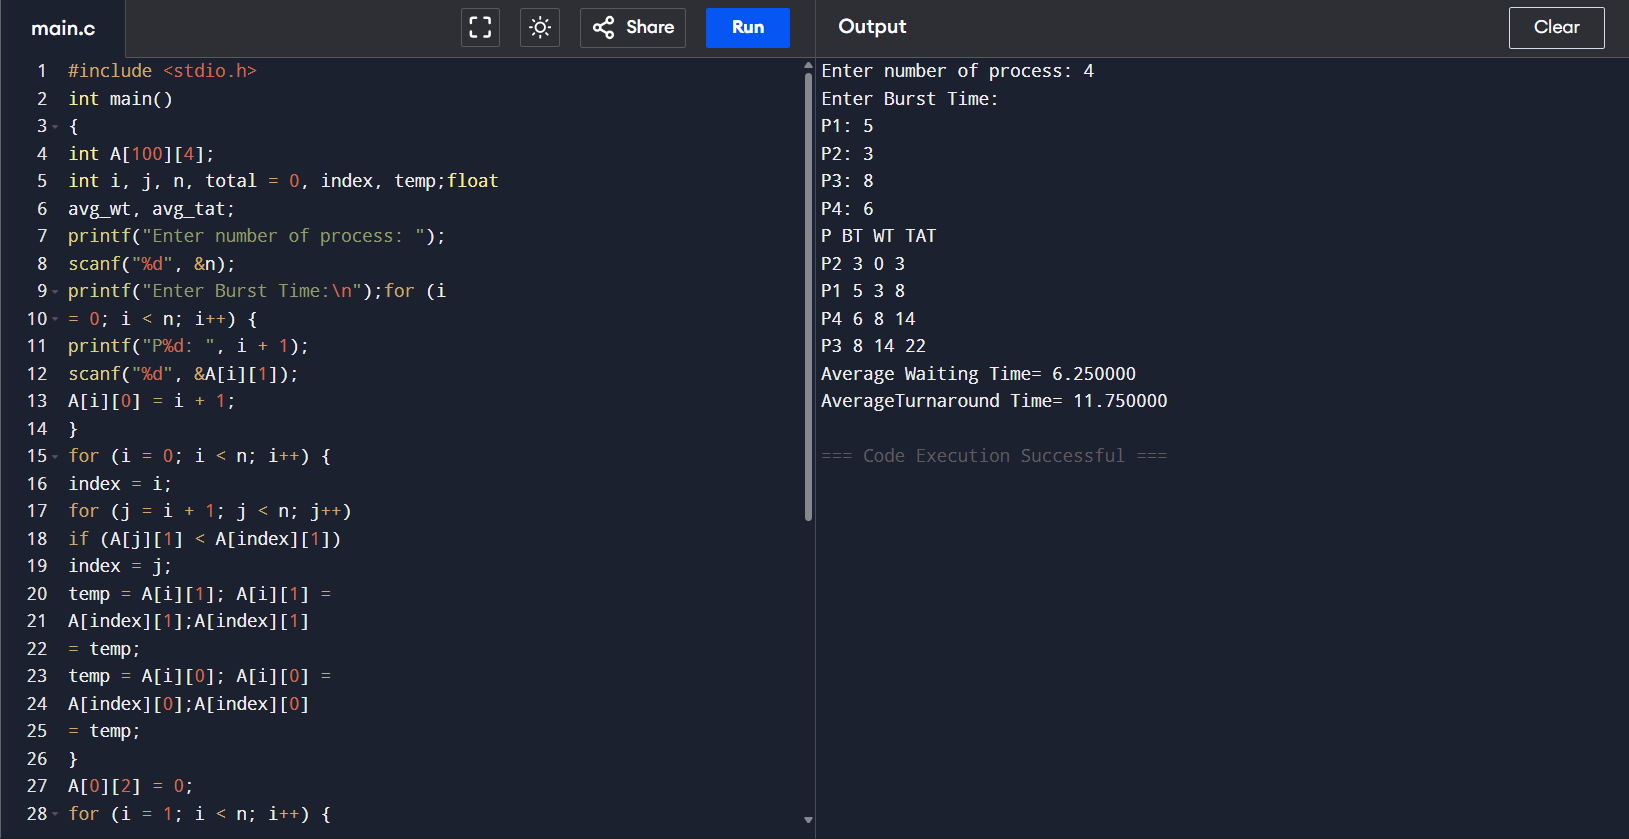 main.c
Share
Run
Output
Clear
1 #include <stdio.h>
2 int main()
3 {
4 int A[100][4];
5 int i, j, n, total = 0, index, temp;float
6 avg_wt, avg_tat;
7 printf("Enter number of process: ");
8 scanf("%d", &n);
9 printf("Enter Burst Time:\n");for (i
10 = 0; i < n; i++) {
11 printf("P%d: ", i + 1);
12 scanf("%d", &A[i][1]);
13 A[i][0] = i + 1;
14 }
15 for (i = 0; i < n; i++) {
16 index = i;
17 for (j = i + 1; j < n; j++)
18 if (A[j][1] < A[index][1])
19 index = j;
20 temp = A[i][1]; A[i][1] =
21 A[index][1];A[index][1]
22 = temp;
23 temp = A[i][0]; A[i][0] =
24 A[index][0];A[index][0]
25 = temp;
26 }
27 A[0][2] = 0;
28 for (i = 1; i < n; i++) {
Enter number of process: 4
Enter Burst Time:
P1: 5
P2: 3
P3: 8
P4: 6
P BT WT TAT
P2 3 0 3
P1 5 3 8
P4 6 8 14
P3 8 14 22
Average Waiting Time= 6.250000
AverageTurnaround Time= 11.750000
=== Code Execution Successful ===